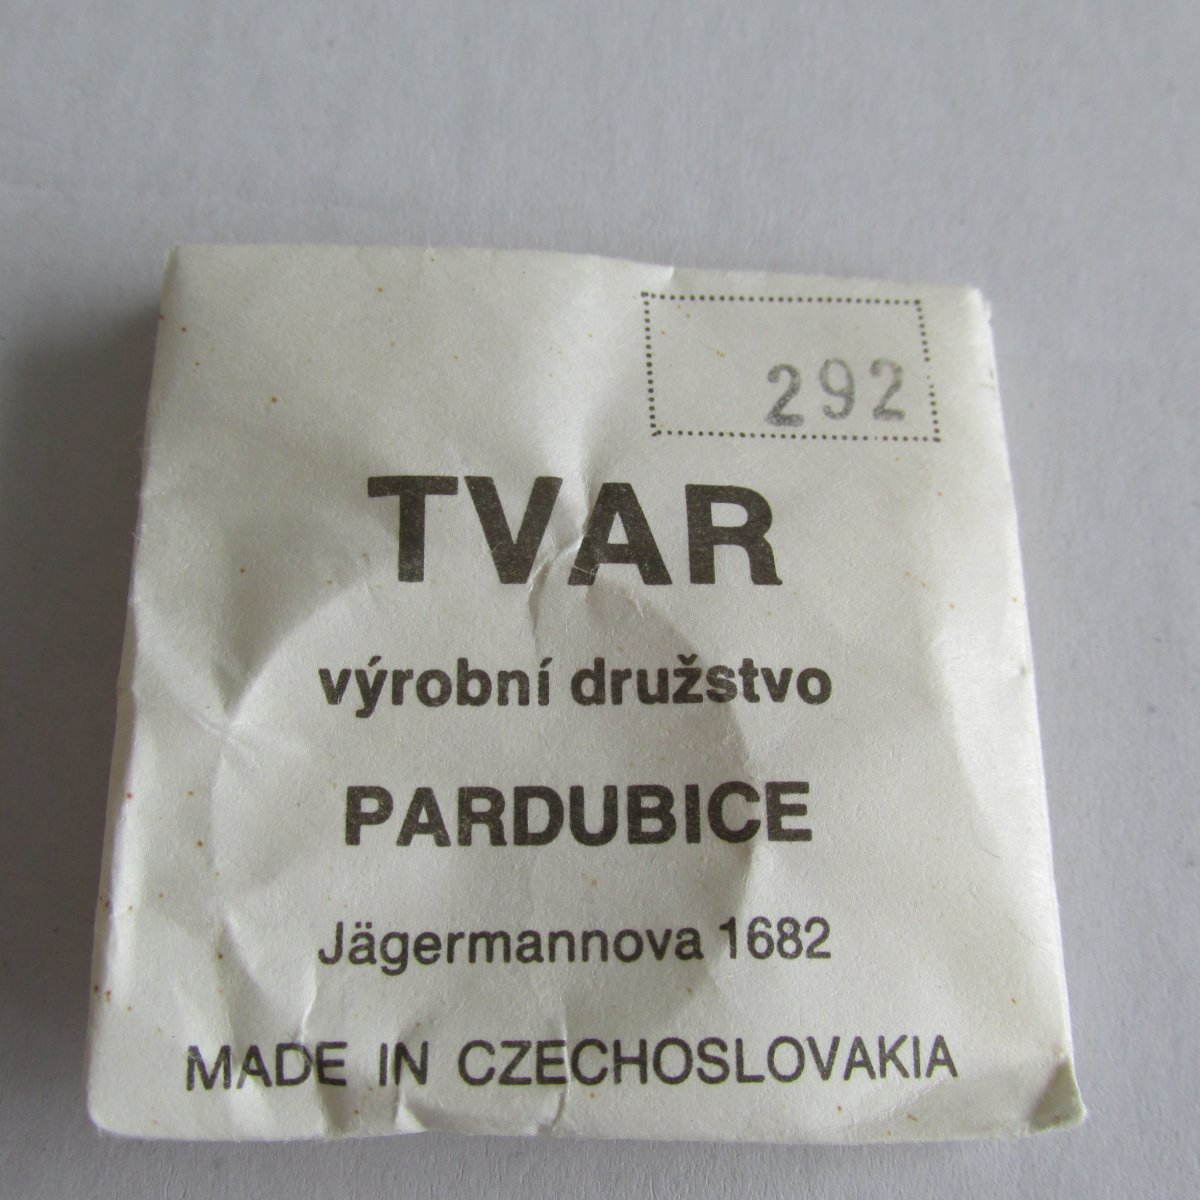 292
TVAR
výrobní družstvo
PARDUBICE
Jägermannova 1682
MADE IN CZECHOSLOVAKIA